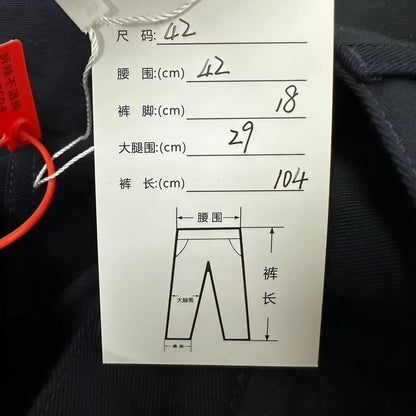 尺 码: 42
腰 围:(cm) 42
裤 脚:(cm) 18
大腿围:(cm) 29
裤 长:(cm) 104
腰 围
大腿围
裤 长
裤 脚